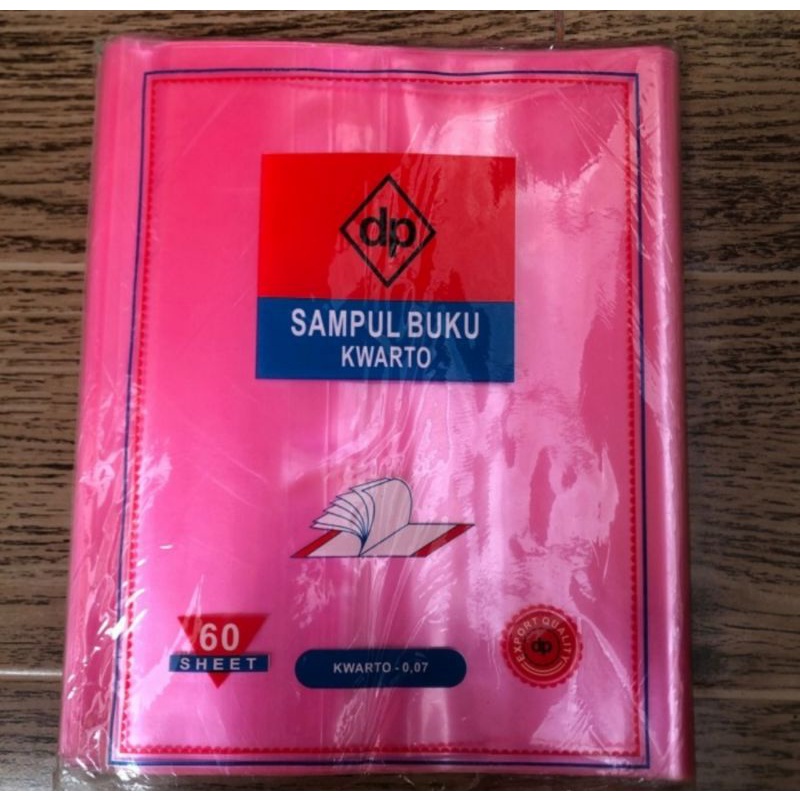 dp
SAMPUL BUKU
KWARTO
60
SHEET
KWARTO - 0,07
EXPORT QUALITY
dp